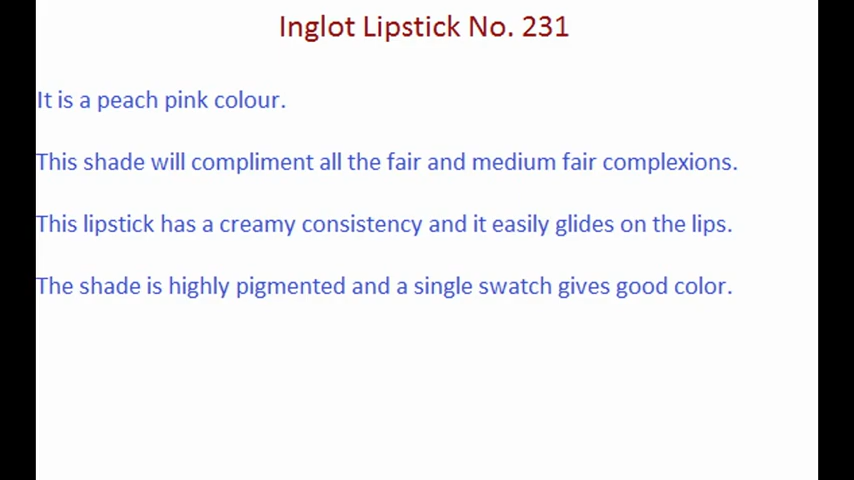 Inglot Lipstick No. 231
It is a peach pink colour.
This shade will compliment all the fair and medium fair complexions.
This lipstick has a creamy consistency and it easily glides on the lips.
The shade is highly pigmented and a single swatch gives good color.